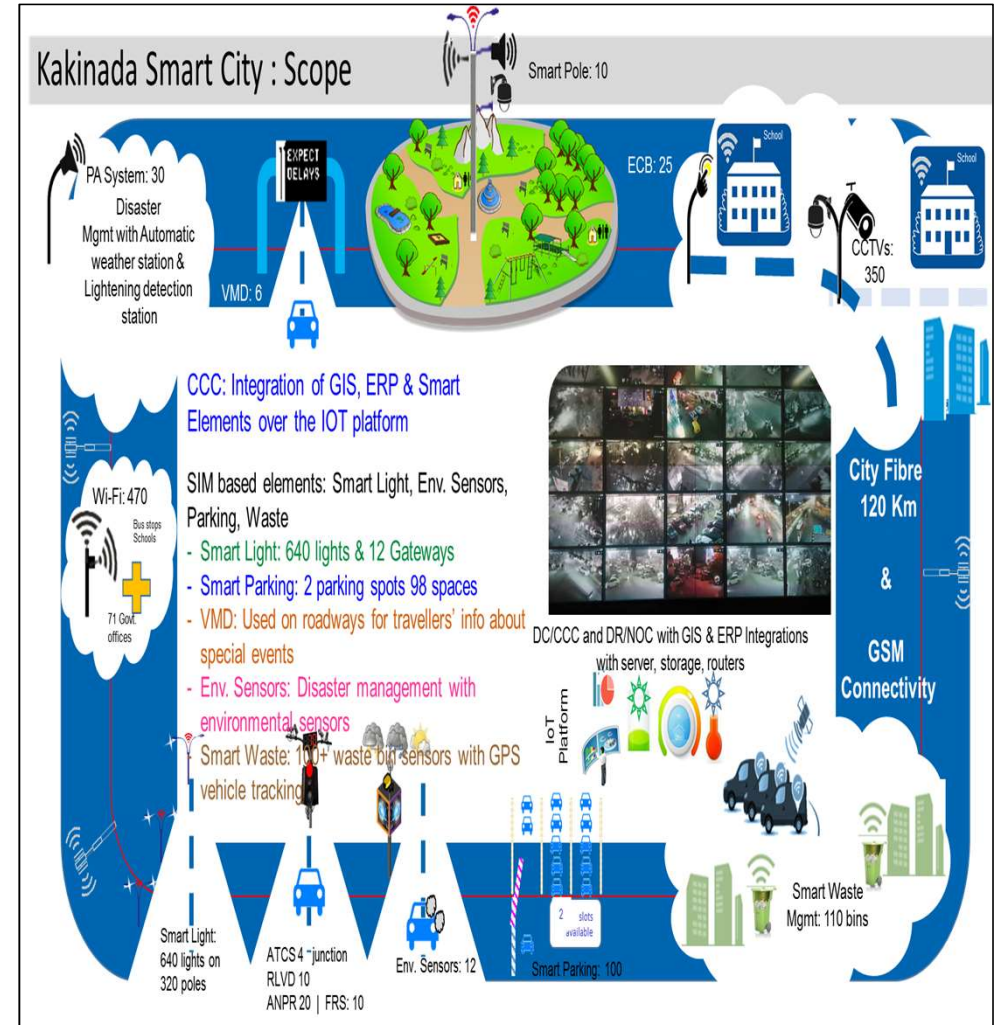 Kakinada Smart City : Scope
Smart Pole: 10
PA System: 30
Disaster
Mgmt with Automatic
weather station &
Lightening detection
station
EXPECT
DELAYS
VMD: 6
ECB: 25
School
School
CCTVs:
350
CCC: Integration of GIS, ERP & Smart
Elements over the IOT platform
SIM based elements: Smart Light, Env. Sensors,
Parking, Waste
- Smart Light: 640 lights & 12 Gateways
- Smart Parking: 2 parking spots 98 spaces
- VMD: Used on roadways for travellers' info about
special events
- Env. Sensors: Disaster management with
environmental sensors
- Smart Waste: 100+ waste bin sensors with GPS
vehicle tracking
Wi-Fi: 470
Bus stops
Schools
71 Govt.
offices
City Fibre
120 Km
&
GSM
Connectivity
DC/CCC and DR/NOC with GIS & ERP Integrations
with server, storage, routers
IoT
Platform
Smart Waste
Mgmt: 110 bins
2 slots
available
Smart Parking: 100
Env. Sensors: 12
ATCS 4 -junction
RLVD 10
ANPR 20 | FRS: 10
Smart Light:
640 lights on
320 poles